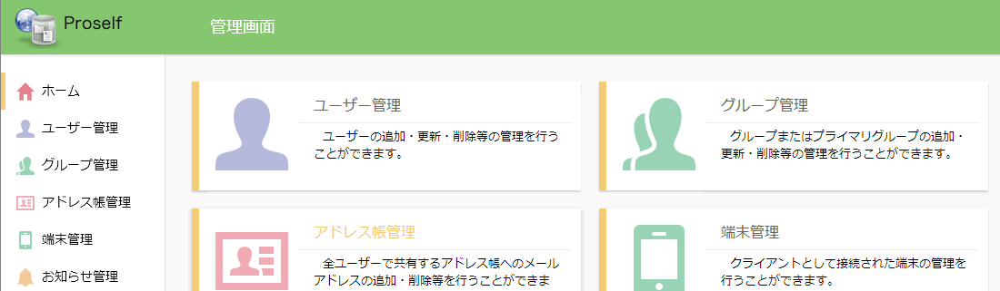 Proself
管理画面
ホーム
ユーザー管理
グループ管理
アドレス帳管理
端末管理
お知らせ管理
ユーザー管理
ユーザーの追加・更新・削除等の管理を行う
ことができます。
グループ管理
グループまたはプライマリグループの追加・
更新・削除等の管理を行うことができます。
アドレス帳管理
全ユーザーで共有するアドレス帳へのメール
アドレスの追加・削除等を行うことができま
端末管理
クライアントとして接続された端末の管理を
行うことができます。